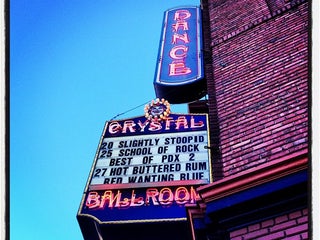 DANCE
CRYSTAL
20 SLIGHTLY STOOPID
25 SCHOOL OF ROCK
BEST OF PDX 2
27 HOT BUTTERED RUM
RED WANTING BLUE
BALLROOM